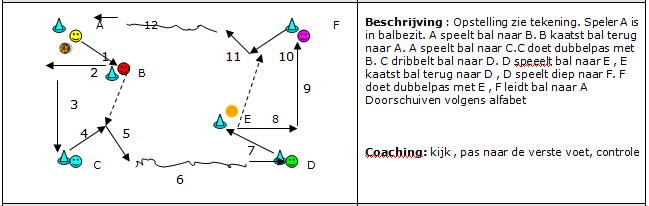 A 12 F
1 11 10
2 B
3 9
E 8
4 5
7
C D
6
Beschrijving : Opstelling zie tekening. Speler A is
in balbezit. A speelt bal naar B. B kaatst bal terug
naar A. A speelt bal naar C.C doet dubbelpas met
B. C dribbelt bal naar D. D speeelt bal naar E , E
kaatst bal terug naar D , D speelt diep naar F. F
doet dubbelpas met E , F leidt bal naar A
Doorschuiven volgens alfabet
Coaching: kijk , pas naar de verste voet, controle